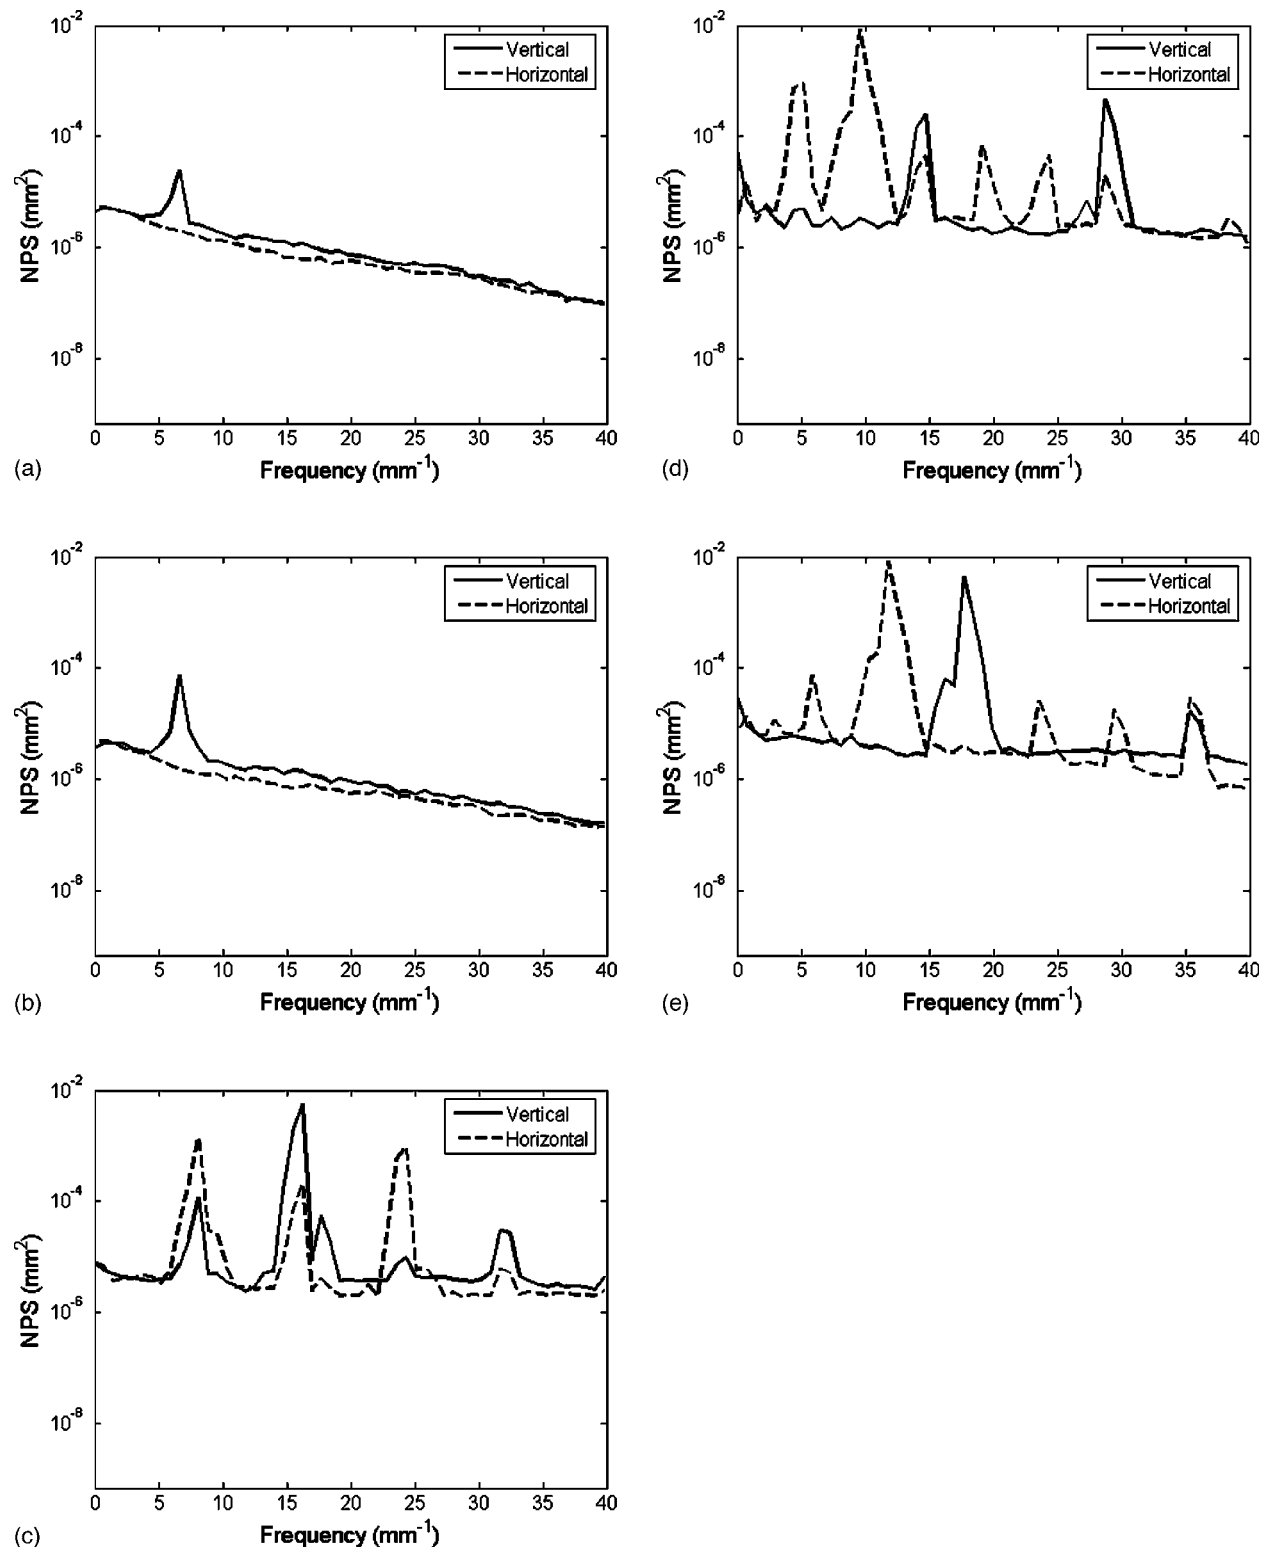 10^-2
10^-4
10^-6
10^-8
NPS (mm^2)
Vertical
Horizontal
0 5 10 15 20 25 30 35 40
Frequency (mm^-1)
(a)
10^-2
10^-4
10^-6
10^-8
NPS (mm^2)
Vertical
Horizontal
0 5 10 15 20 25 30 35 40
Frequency (mm^-1)
(b)
10^-2
10^-4
10^-6
10^-8
NPS (mm^2)
Vertical
Horizontal
0 5 10 15 20 25 30 35 40
Frequency (mm^-1)
(c)
10^-2
10^-4
10^-6
10^-8
NPS (mm^2)
Vertical
Horizontal
0 5 10 15 20 25 30 35 40
Frequency (mm^-1)
(d)
10^-2
10^-4
10^-6
10^-8
NPS (mm^2)
Vertical
Horizontal
0 5 10 15 20 25 30 35 40
Frequency (mm^-1)
(e)